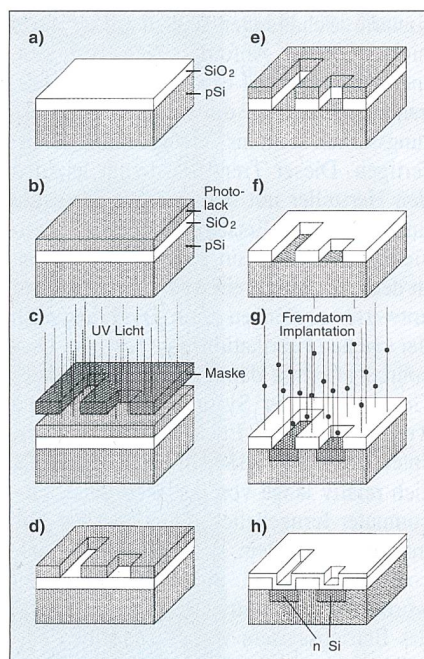 a)
SiO2
pSi
b)
Photo-
lack
SiO2
pSi
c)
UV Licht
Maske
d)
e)
f)
g)
Fremdatom
Implantation
h)
n Si